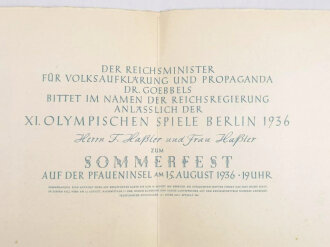 DER REICHSMINISTER
FÜR VOLKSAUFKLÄRUNG UND PROPAGANDA
DR. GOEBBELS
BITTET IM NAMEN DER REICHSREGIERUNG
ANLÄSSLICH DER
XI. OLYMPISCHEN SPIELE BERLIN 1936
Herrn T. Haßler und Frau Haßler
ZUM
SOMMERFEST
AUF DER PFAUENINSEL AM 15. AUGUST 1936 · 19 UHR